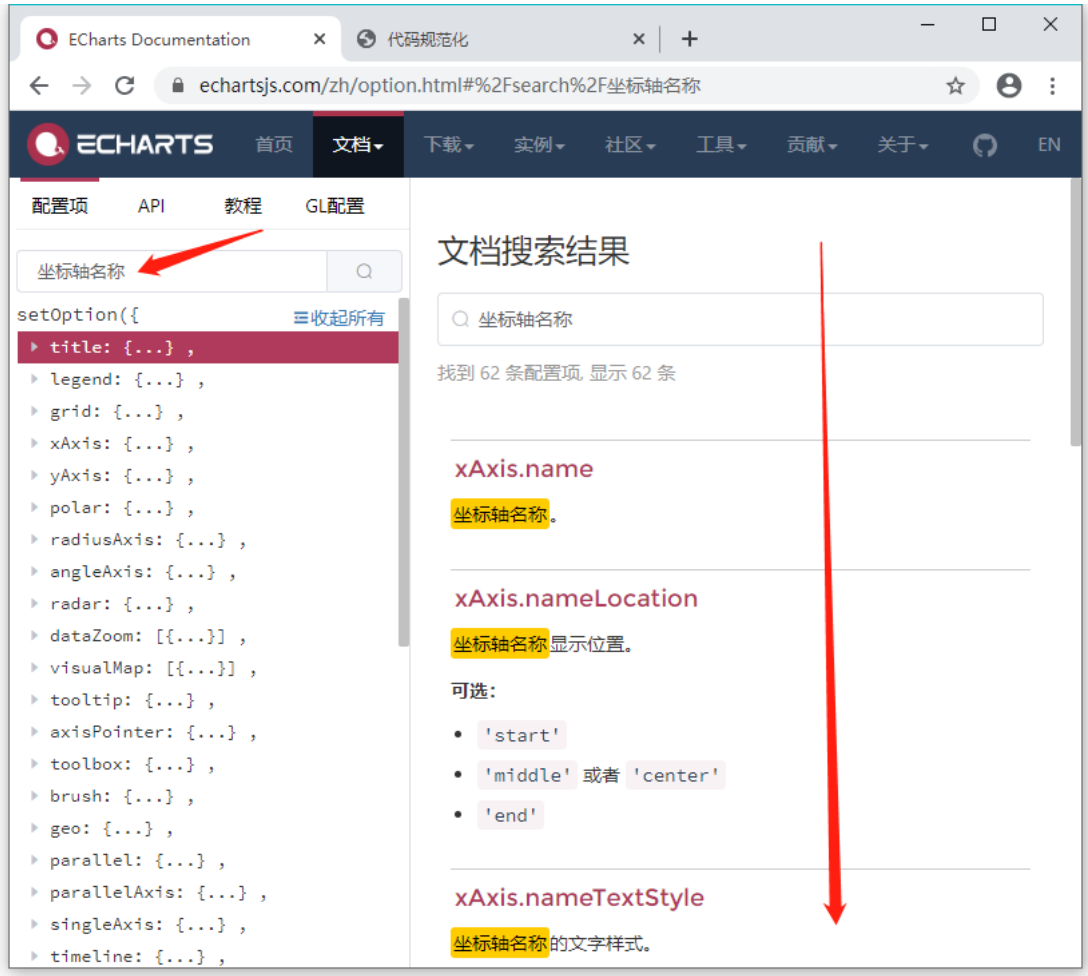 ECharts Documentation
代码规范化
echartsjs.com/zh/option.html#%2Fsearch%2F坐标轴名称
ECHARTS 首页 文档 下载 实例 社区 工具 贡献 关于 EN
配置项 API 教程 GL配置
坐标轴名称
setOption({ 收起所有
title: {...} ,
legend: {...} ,
grid: {...} ,
xAxis: {...} ,
yAxis: {...} ,
polar: {...} ,
radiusAxis: {...} ,
angleAxis: {...} ,
radar: {...} ,
dataZoom: [{...}] ,
visualMap: [{...}] ,
tooltip: {...} ,
axisPointer: {...} ,
toolbox: {...} ,
brush: {...} ,
geo: {...} ,
parallel: {...} ,
parallelAxis: {...} ,
singleAxis: {...} ,
timeline: {...} ,
文档搜索结果
坐标轴名称
找到 62 条配置项, 显示 62 条
xAxis.name
坐标轴名称。
xAxis.nameLocation
坐标轴名称显示位置。
可选：
'start'
'middle' 或者 'center'
'end'
xAxis.nameTextStyle
坐标轴名称的文字样式。